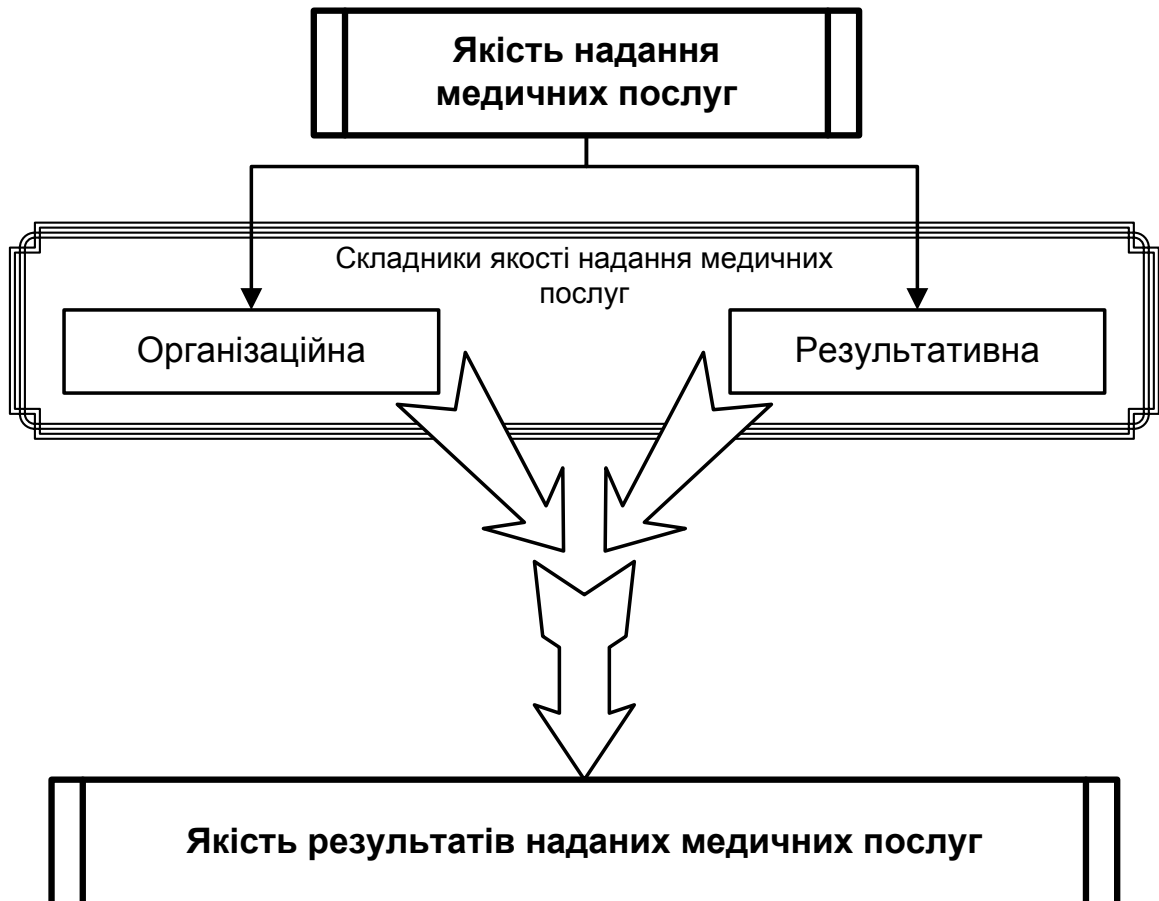 Якість надання
медичних послуг
Складники якості надання медичних
послуг
Організаційна
Результативна
Якість результатів наданих медичних послуг